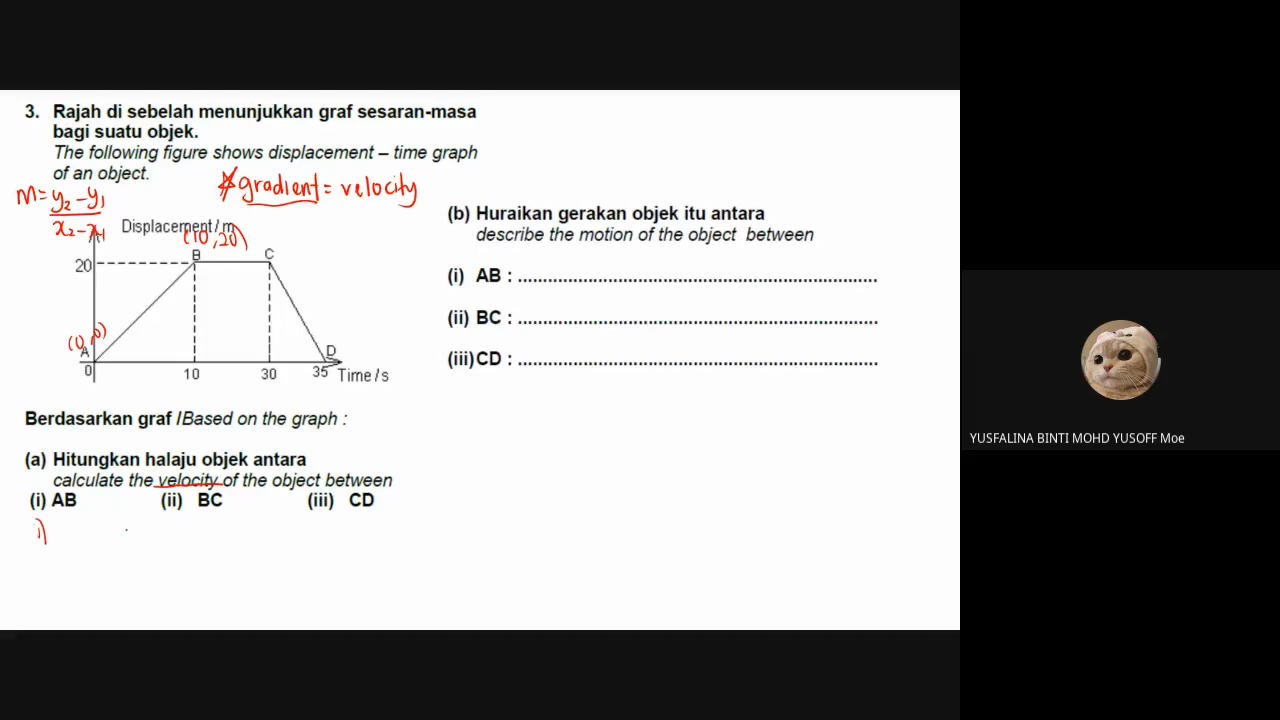 3. Rajah di sebelah menunjukkan graf sesaran-masa
bagi suatu objek.
The following figure shows displacement – time graph
of an object.
m = y₂ - y₁
x₂ - x₁
gradient = velocity
Displacement / m
(10, 20)
B
C
20
(0, 0)
A
D
0
10
30
35
Time / s
Berdasarkan graf /Based on the graph :
(a) Hitungkan halaju objek antara
calculate the velocity of the object between
(i) AB (ii) BC (iii) CD
i)
(b) Huraikan gerakan objek itu antara
describe the motion of the object between
(i) AB : ............................................................................
(ii) BC : ............................................................................
(iii) CD : ............................................................................
YUSFALINA BINTI MOHD YUSOFF Moe